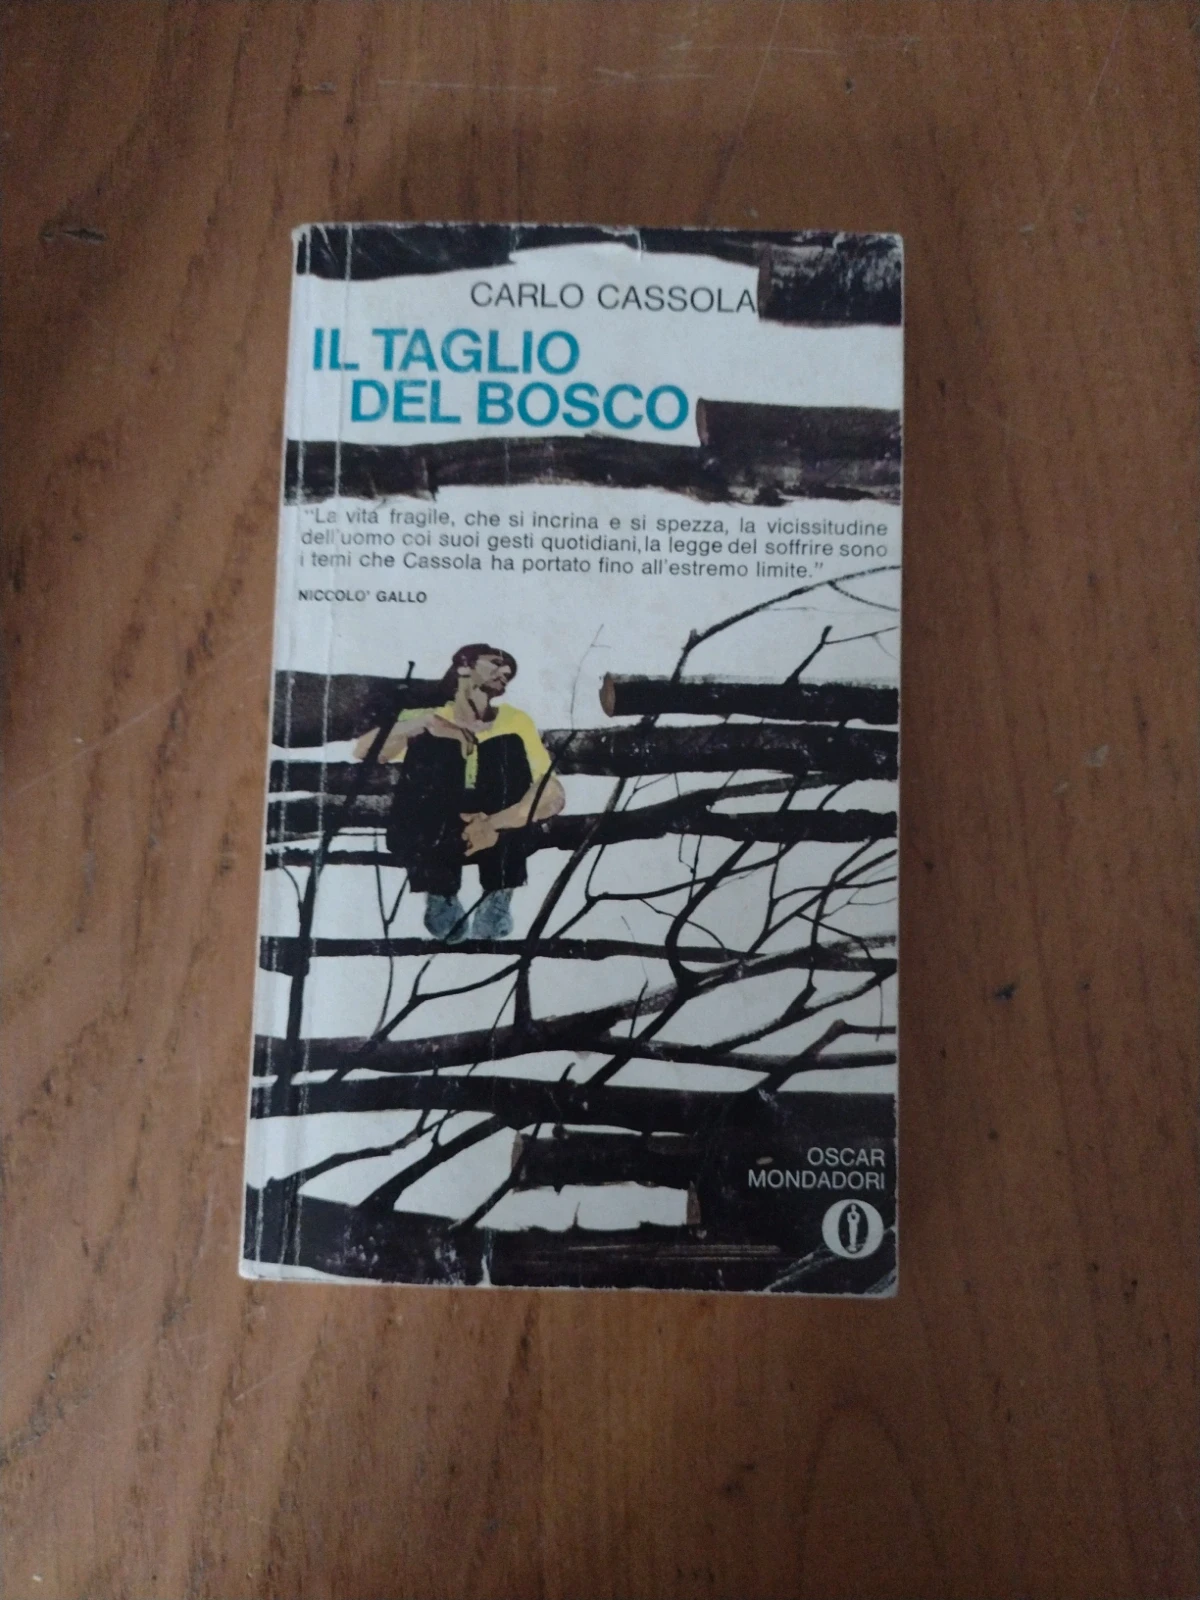 CARLO CASSOLA
IL TAGLIO
DEL BOSCO
"La vita fragile, che si incrina e si spezza, la vicissitudine
dell'uomo coi suoi gesti quotidiani, la legge del soffrire sono
i temi che Cassola ha portato fino all'estremo limite."
NICCOLO' GALLO
OSCAR
MONDADORI